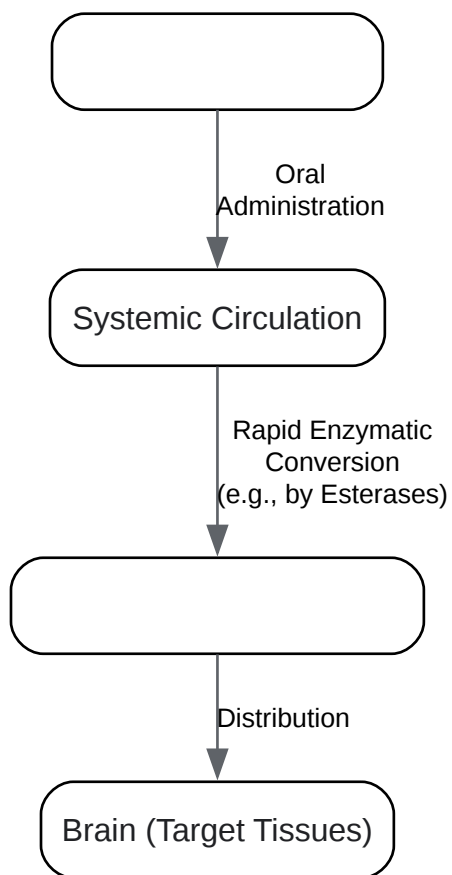 Oral
Administration
Systemic Circulation
Rapid Enzymatic
Conversion
(e.g., by Esterases)
Distribution
Brain (Target Tissues)